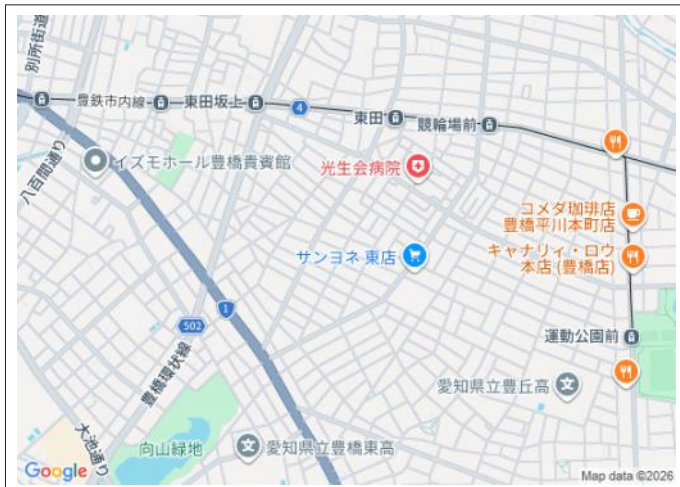 別所街道
豊鉄市内線
東田坂上
4
東田
競輪場前
八百間通り
イズモホール豊橋貴賓館
光生会病院
コメダ珈琲店
豊橋平川本町店
サンヨネ 東店
キャナリィ・ロウ
本店 (豊橋店)
1
502
豊橋環状線
運動公園前
愛知県立豊丘高
大池通り
向山緑地
愛知県立豊橋東高
Google
Map data ©2026